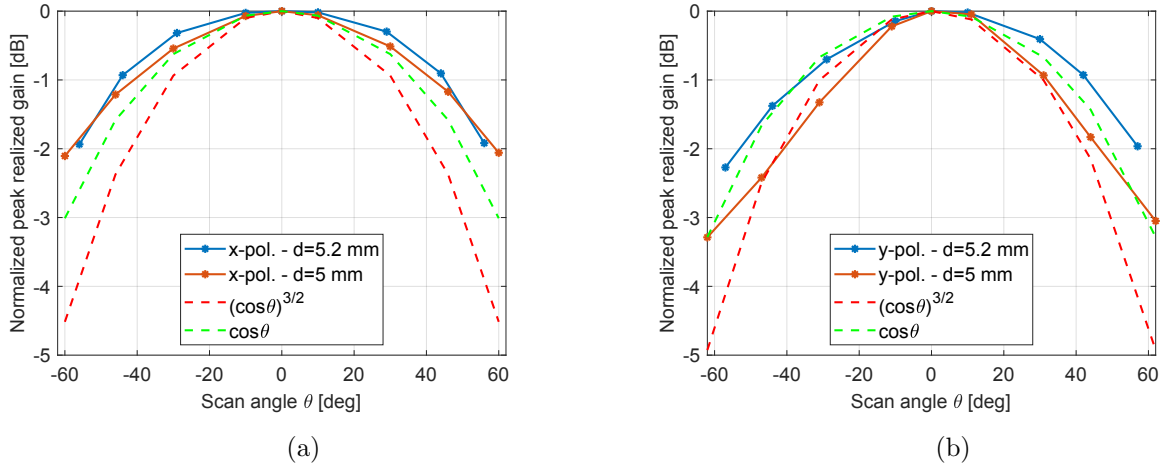 Normalized peak realized gain [dB]
0
-1
-2
-3
-4
-5
x-pol. - d=5.2 mm
x-pol. - d=5 mm
(cosθ)^{3/2}
cosθ
-60 -40 -20 0 20 40 60
Scan angle θ [deg]
(a)
Normalized peak realized gain [dB]
0
-1
-2
-3
-4
-5
y-pol. - d=5.2 mm
y-pol. - d=5 mm
(cosθ)^{3/2}
cosθ
-60 -40 -20 0 20 40 60
Scan angle θ [deg]
(b)